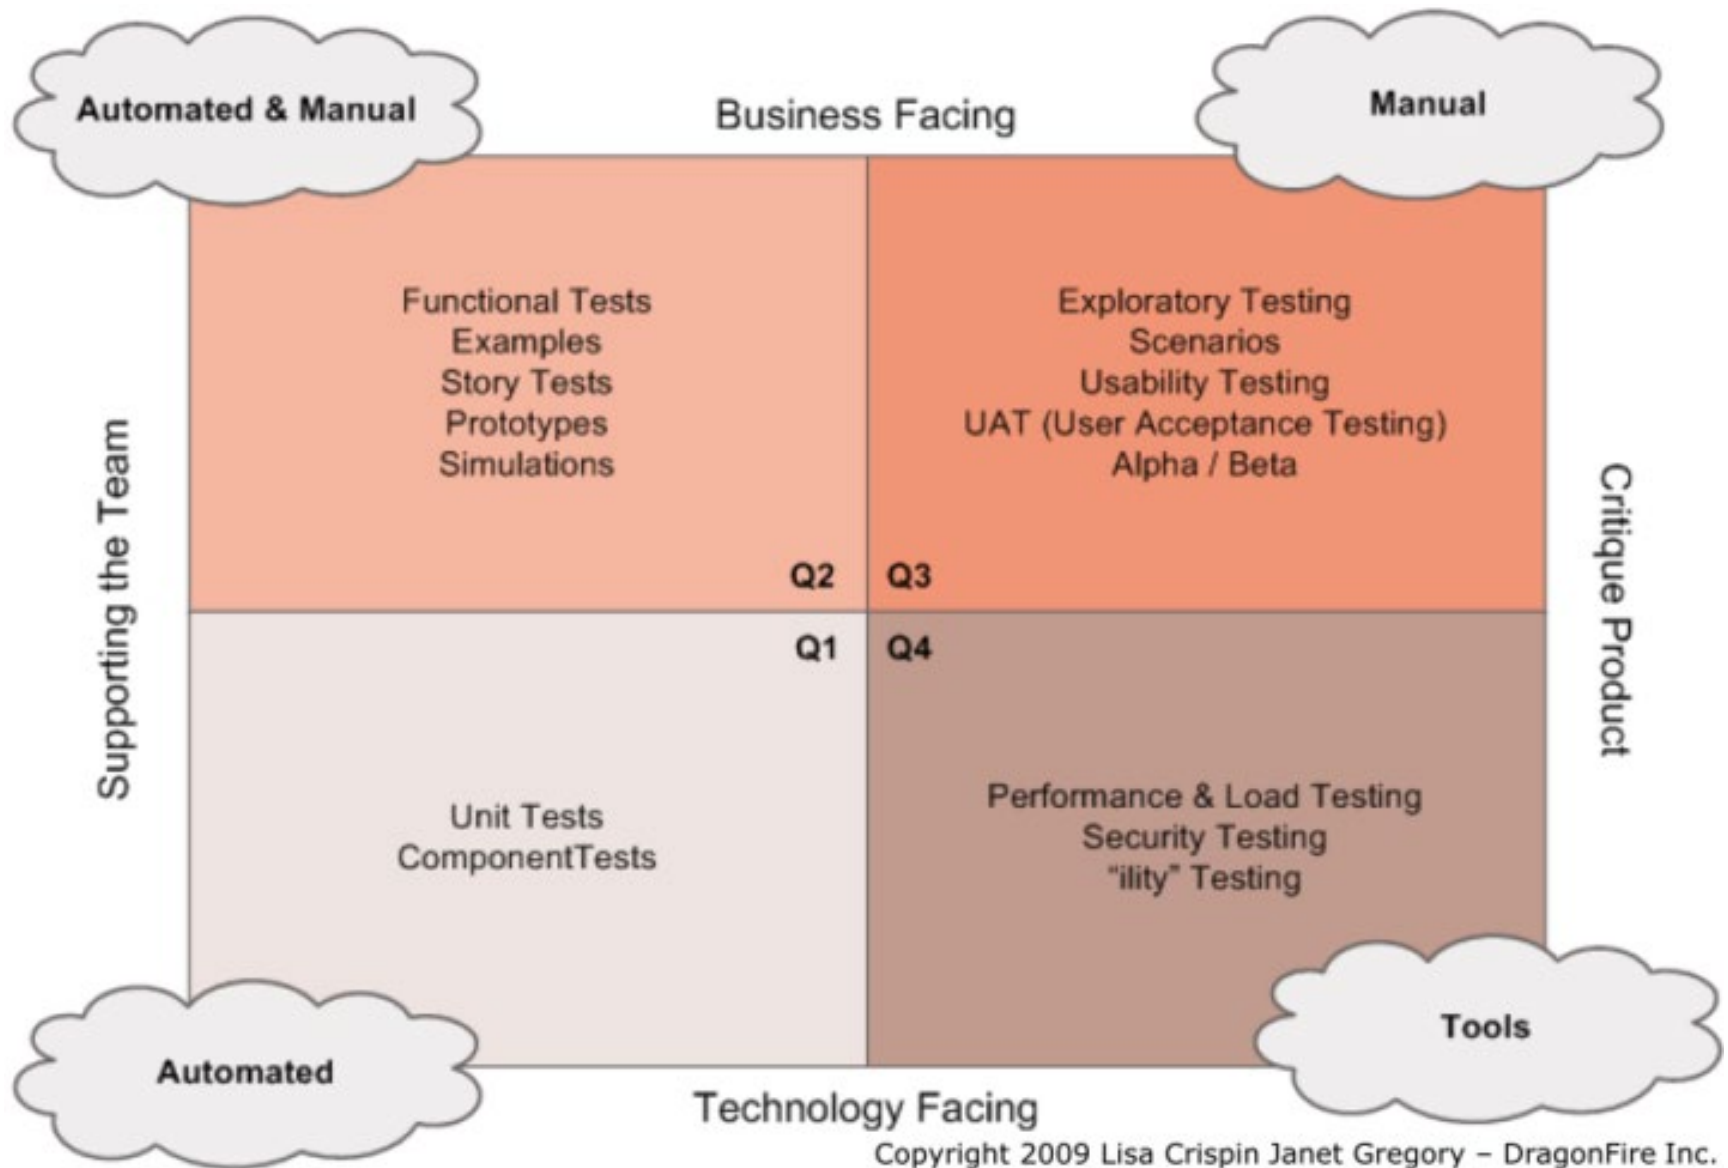 Automated & Manual
Business Facing
Manual
Supporting the Team
Functional Tests
Examples
Story Tests
Prototypes
Simulations
Q2
Exploratory Testing
Scenarios
Usability Testing
UAT (User Acceptance Testing)
Alpha / Beta
Q3
Critique Product
Q1
Unit Tests
ComponentTests
Q4
Performance & Load Testing
Security Testing
“ility” Testing
Automated
Technology Facing
Tools
Copyright 2009 Lisa Crispin Janet Gregory – DragonFire Inc.